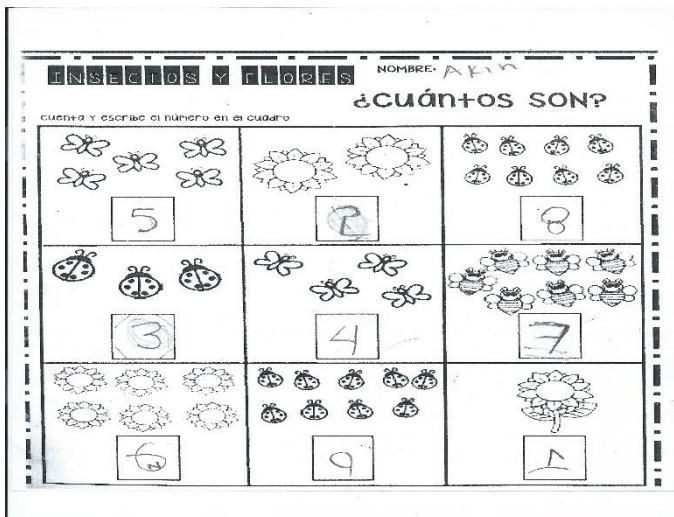 INSECTOS Y FLORES
NOMBRE: Akin
¿CUÁNTOS SON?
CUENTA Y ESCRIBE EL NÚMERO EN EL CUADRO
5
8
3
4
7
6
9
1